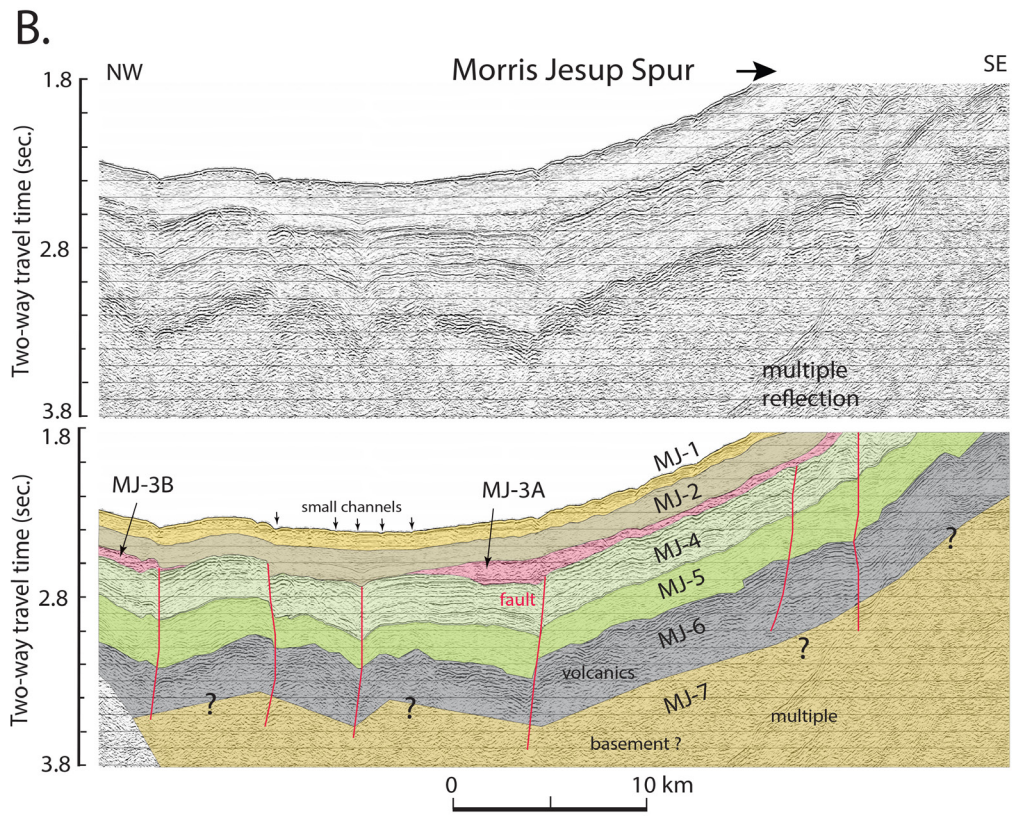 B.
NW
Morris Jesup Spur
SE
1.8
2.8
3.8
Two-way travel time (sec.)
multiple
reflection
1.8
2.8
3.8
Two-way travel time (sec.)
MJ-3B
small channels
MJ-3A
MJ-1
MJ-2
MJ-4
MJ-5
MJ-6
MJ-7
fault
volcanics
?
?
?
?
multiple
basement ?
0
10 km